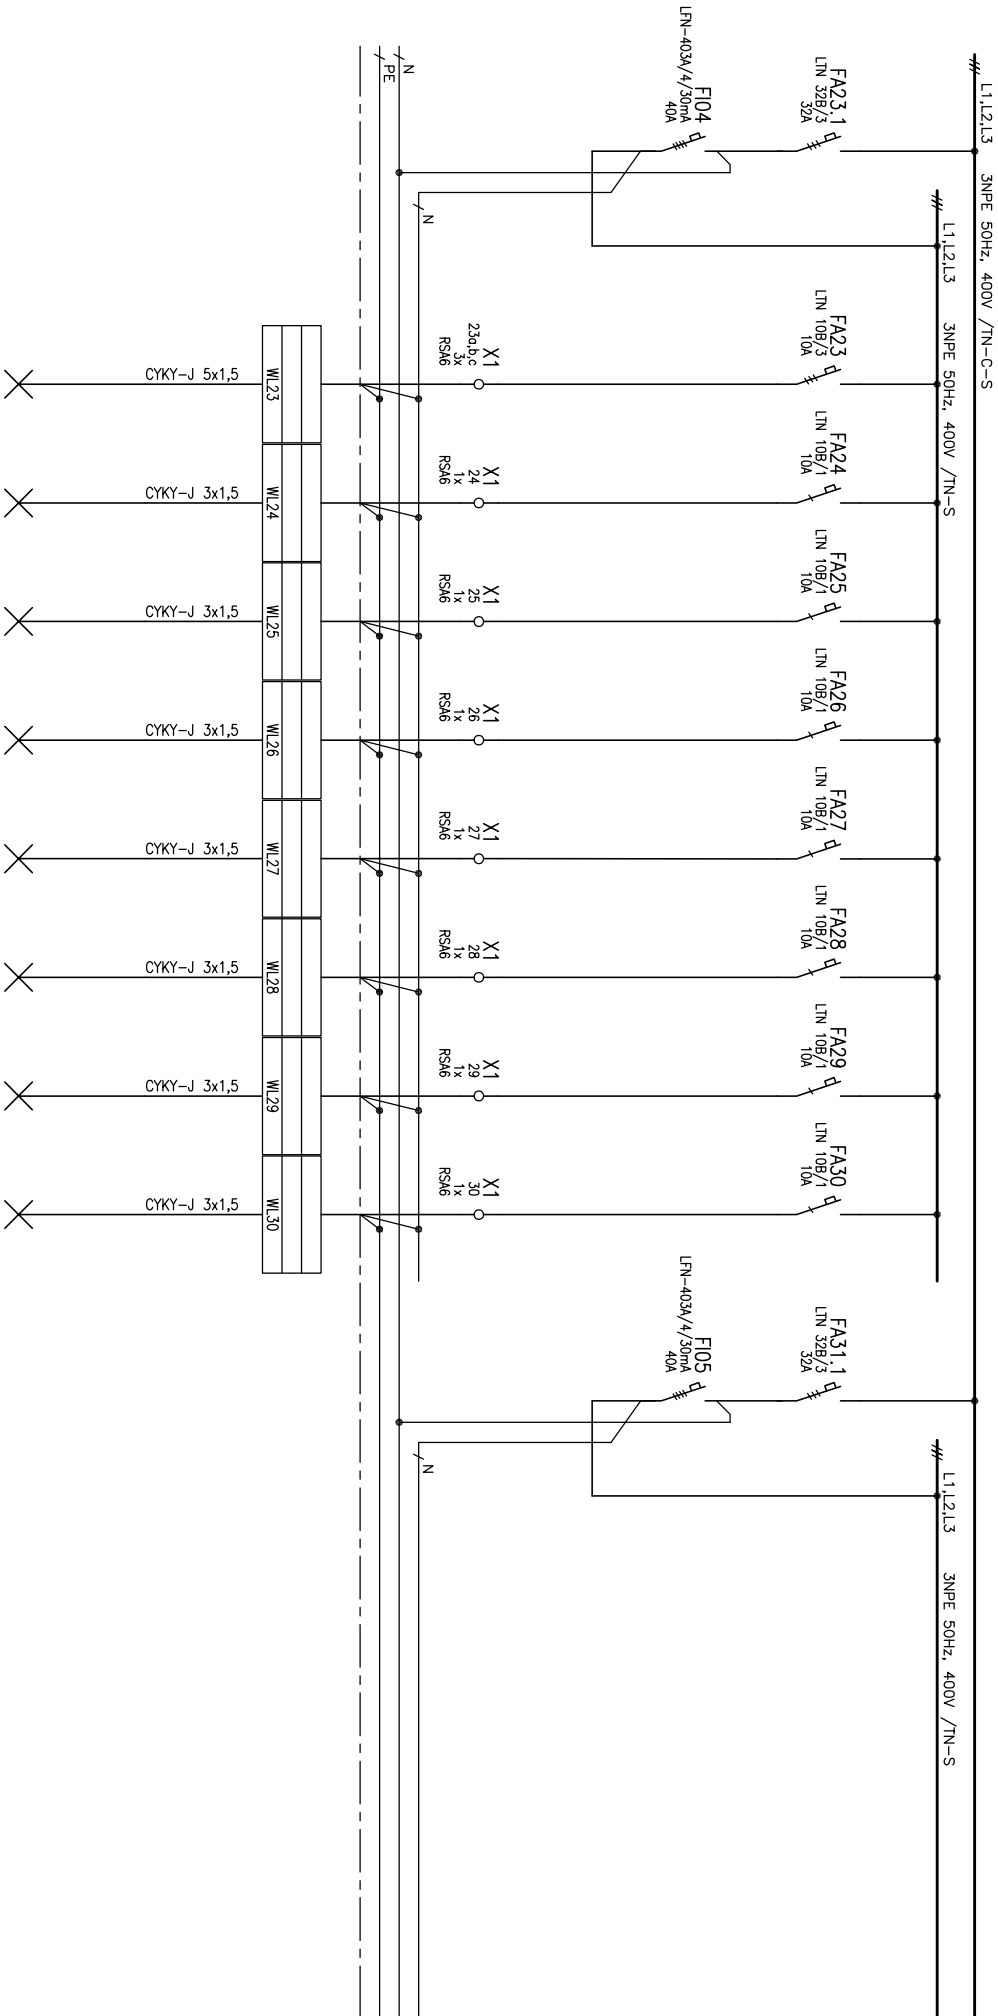 L1,L2,L3 3NPE 50Hz, 400V /TN-C-S
L1,L2,L3 3NPE 50Hz, 400V /TN-S
FA23.1
LTN 32B/3
32A
FI04
LFN-403A/4/30mA
40A
N
PE
N
FA23
LTN 10B/3
10A
X1
23a,b,c
3x
RSA6
WL23
CYKY-J 5x1,5
FA24
LTN 10B/1
10A
X1
24
1x
RSA6
WL24
CYKY-J 3x1,5
FA25
LTN 10B/1
10A
X1
25
1x
RSA6
WL25
CYKY-J 3x1,5
FA26
LTN 10B/1
10A
X1
26
1x
RSA6
WL26
CYKY-J 3x1,5
FA27
LTN 10B/1
10A
X1
27
1x
RSA6
WL27
CYKY-J 3x1,5
FA28
LTN 10B/1
10A
X1
28
1x
RSA6
WL28
CYKY-J 3x1,5
FA29
LTN 10B/1
10A
X1
29
1x
RSA6
WL29
CYKY-J 3x1,5
FA30
LTN 10B/1
10A
X1
30
1x
RSA6
WL30
CYKY-J 3x1,5
FA31.1
LTN 32B/3
32A
FI05
LFN-403A/4/30mA
40A
N
L1,L2,L3 3NPE 50Hz, 400V /TN-S